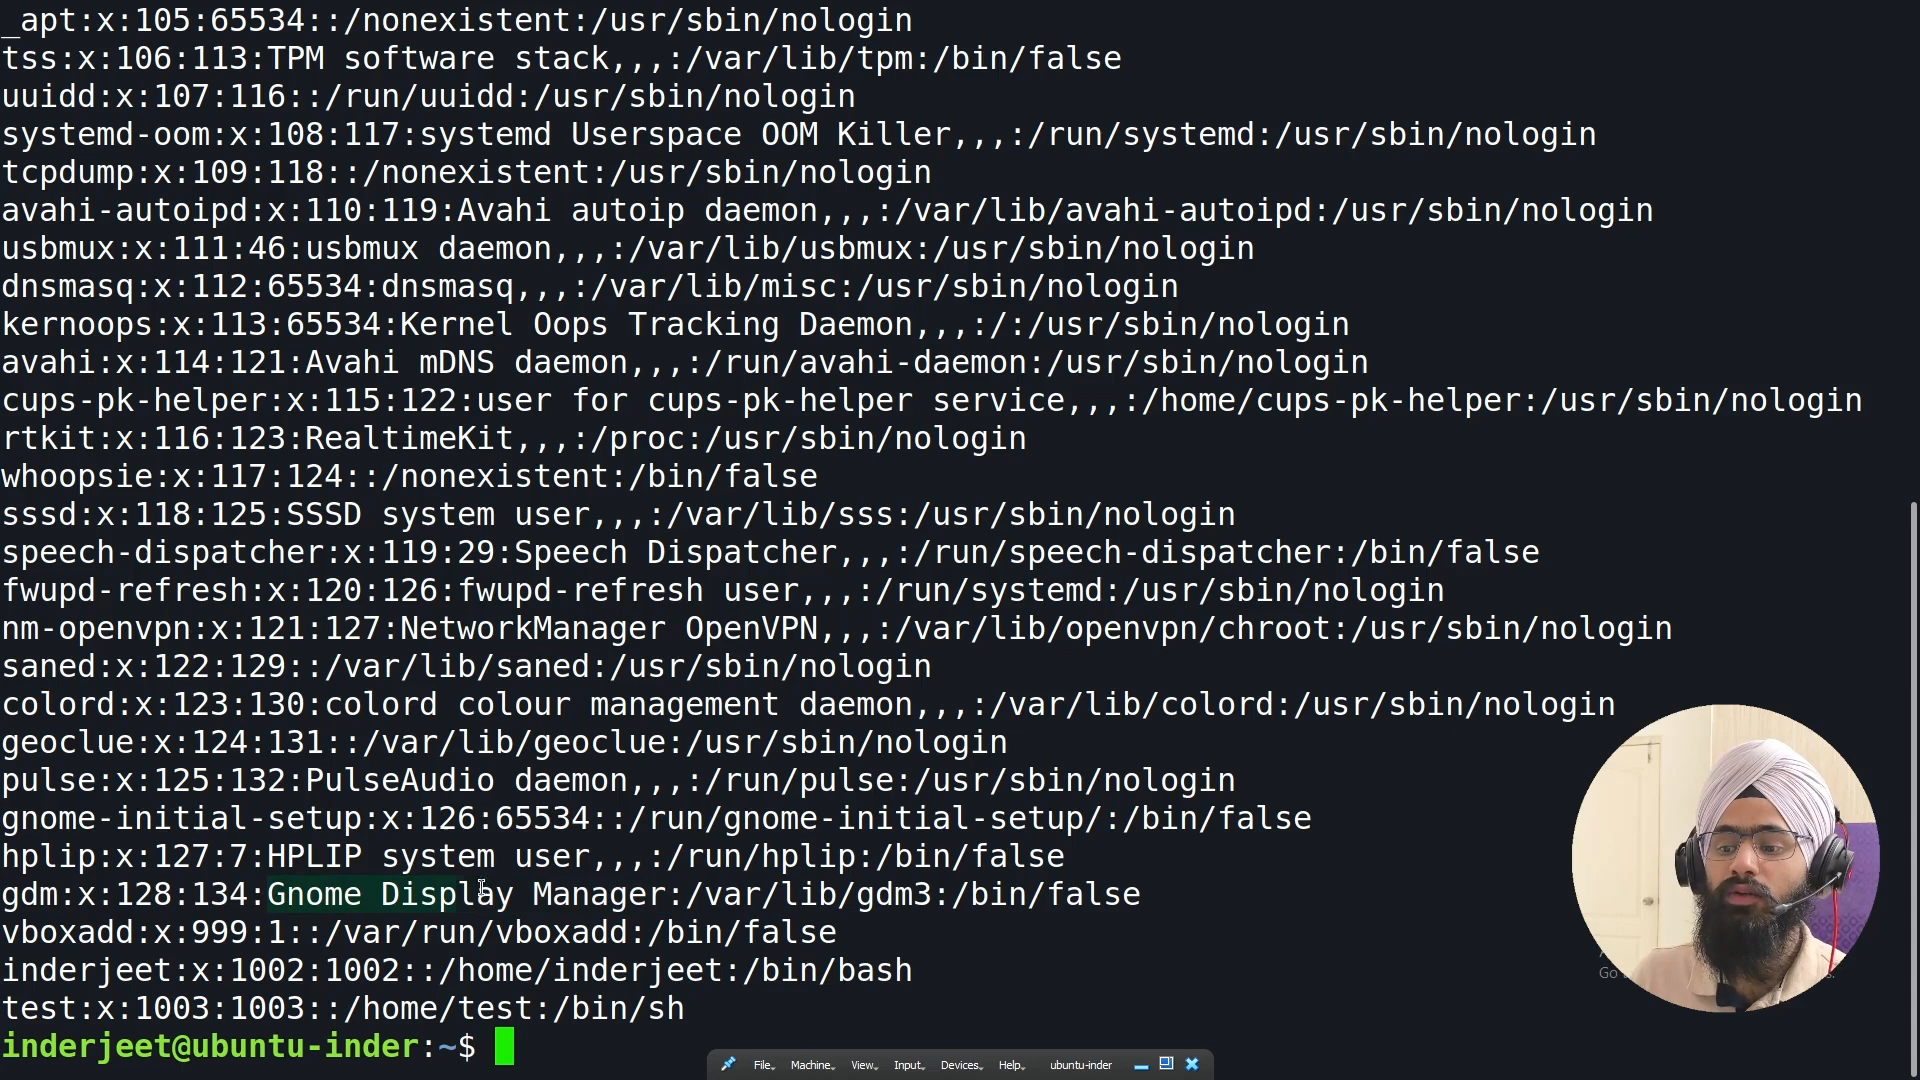 _apt:x:105:65534::/nonexistent:/usr/sbin/nologin
tss:x:106:113:TPM software stack,,,:/var/lib/tpm:/bin/false
uuidd:x:107:116::/run/uuidd:/usr/sbin/nologin
systemd-oom:x:108:117:systemd Userspace OOM Killer,,,:/run/systemd:/usr/sbin/nologin
tcpdump:x:109:118::/nonexistent:/usr/sbin/nologin
avahi-autoipd:x:110:119:Avahi autoip daemon,,,:/var/lib/avahi-autoipd:/usr/sbin/nologin
usbmux:x:111:46:usbmux daemon,,,:/var/lib/usbmux:/usr/sbin/nologin
dnsmasq:x:112:65534:dnsmasq,,,:/var/lib/misc:/usr/sbin/nologin
kernoops:x:113:65534:Kernel Oops Tracking Daemon,,,:/:/usr/sbin/nologin
avahi:x:114:121:Avahi mDNS daemon,,,:/run/avahi-daemon:/usr/sbin/nologin
cups-pk-helper:x:115:122:user for cups-pk-helper service,,,:/home/cups-pk-helper:/usr/sbin/nologin
rtkit:x:116:123:RealtimeKit,,,:/proc:/usr/sbin/nologin
whoopsie:x:117:124::/nonexistent:/bin/false
sssd:x:118:125:SSSD system user,,,:/var/lib/sss:/usr/sbin/nologin
speech-dispatcher:x:119:29:Speech Dispatcher,,,:/run/speech-dispatcher:/bin/false
fwupd-refresh:x:120:126:fwupd-refresh user,,,:/run/systemd:/usr/sbin/nologin
nm-openvpn:x:121:127:NetworkManager OpenVPN,,,:/var/lib/openvpn/chroot:/usr/sbin/nologin
saned:x:122:129::/var/lib/saned:/usr/sbin/nologin
colord:x:123:130:colord colour management daemon,,,:/var/lib/colord:/usr/sbin/nologin
geoclue:x:124:131::/var/lib/geoclue:/usr/sbin/nologin
pulse:x:125:132:PulseAudio daemon,,,:/run/pulse:/usr/sbin/nologin
gnome-initial-setup:x:126:65534::/run/gnome-initial-setup/:/bin/false
hplip:x:127:7:HPLIP system user,,,:/run/hplip:/bin/false
gdm:x:128:134:Gnome Display Manager:/var/lib/gdm3:/bin/false
vboxadd:x:999:1::/var/run/vboxadd:/bin/false
inderjeet:x:1002:1002::/home/inderjeet:/bin/bash
test:x:1003:1003::/home/test:/bin/sh
inderjeet@ubuntu-inder:~$
File Machine View Input Devices Help ubuntu-inder
Go